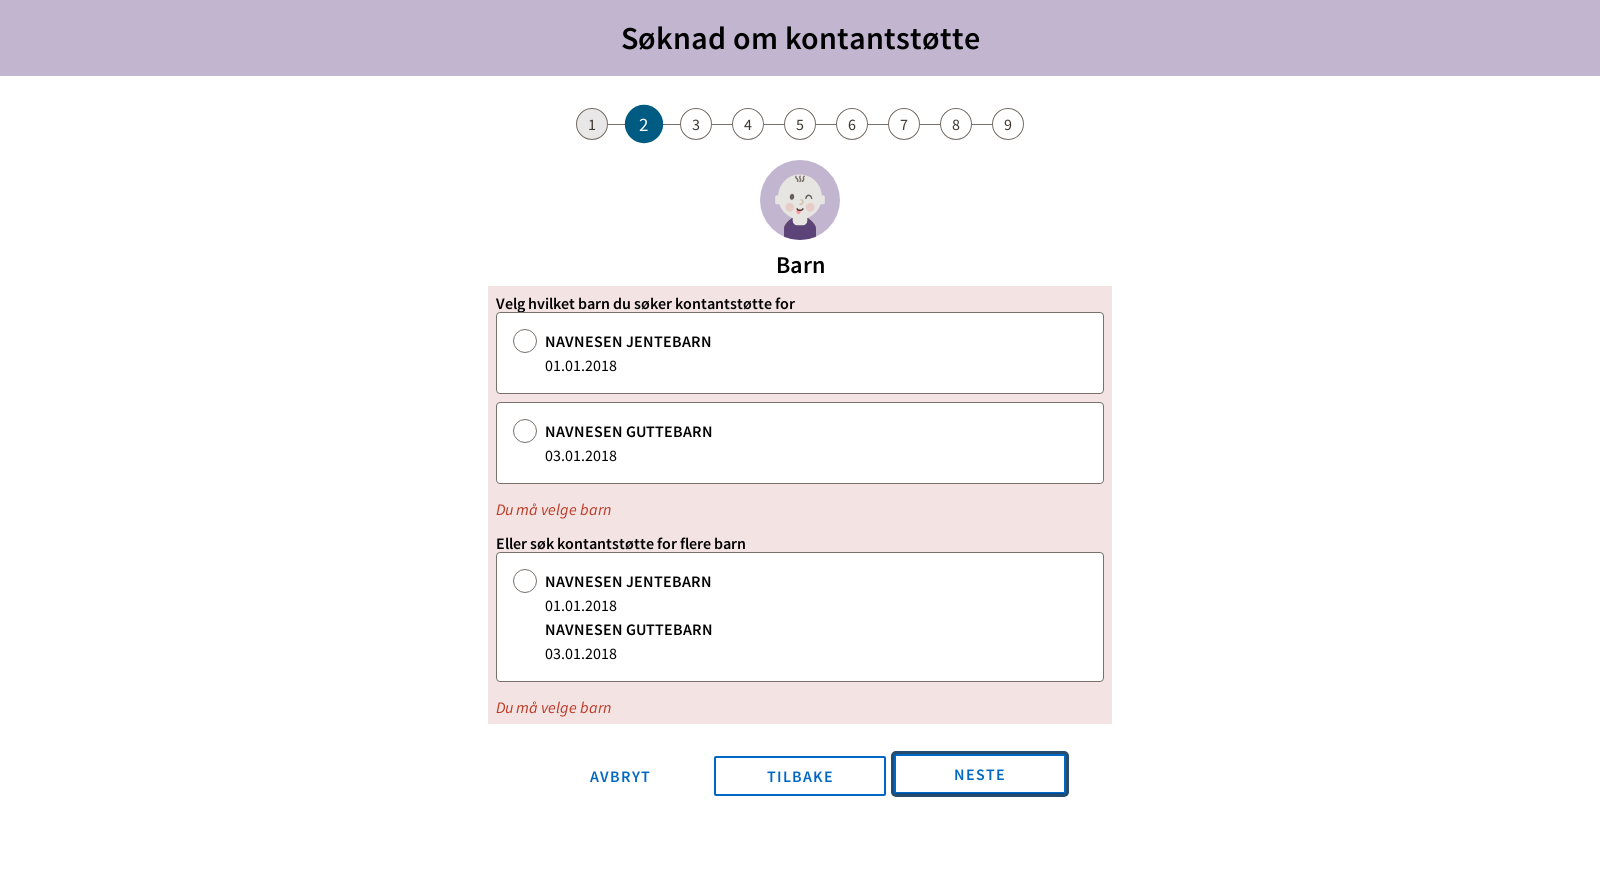 Søknad om kontantstøtte
1 2 3 4 5 6 7 8 9
Barn
Velg hvilket barn du søker kontantstøtte for
NAVNESEN JENTEBARN
01.01.2018
NAVNESEN GUTTEBARN
03.01.2018
Du må velge barn
Eller søk kontantstøtte for flere barn
NAVNESEN JENTEBARN
01.01.2018
NAVNESEN GUTTEBARN
03.01.2018
Du må velge barn
AVBRYT TILBAKE NESTE